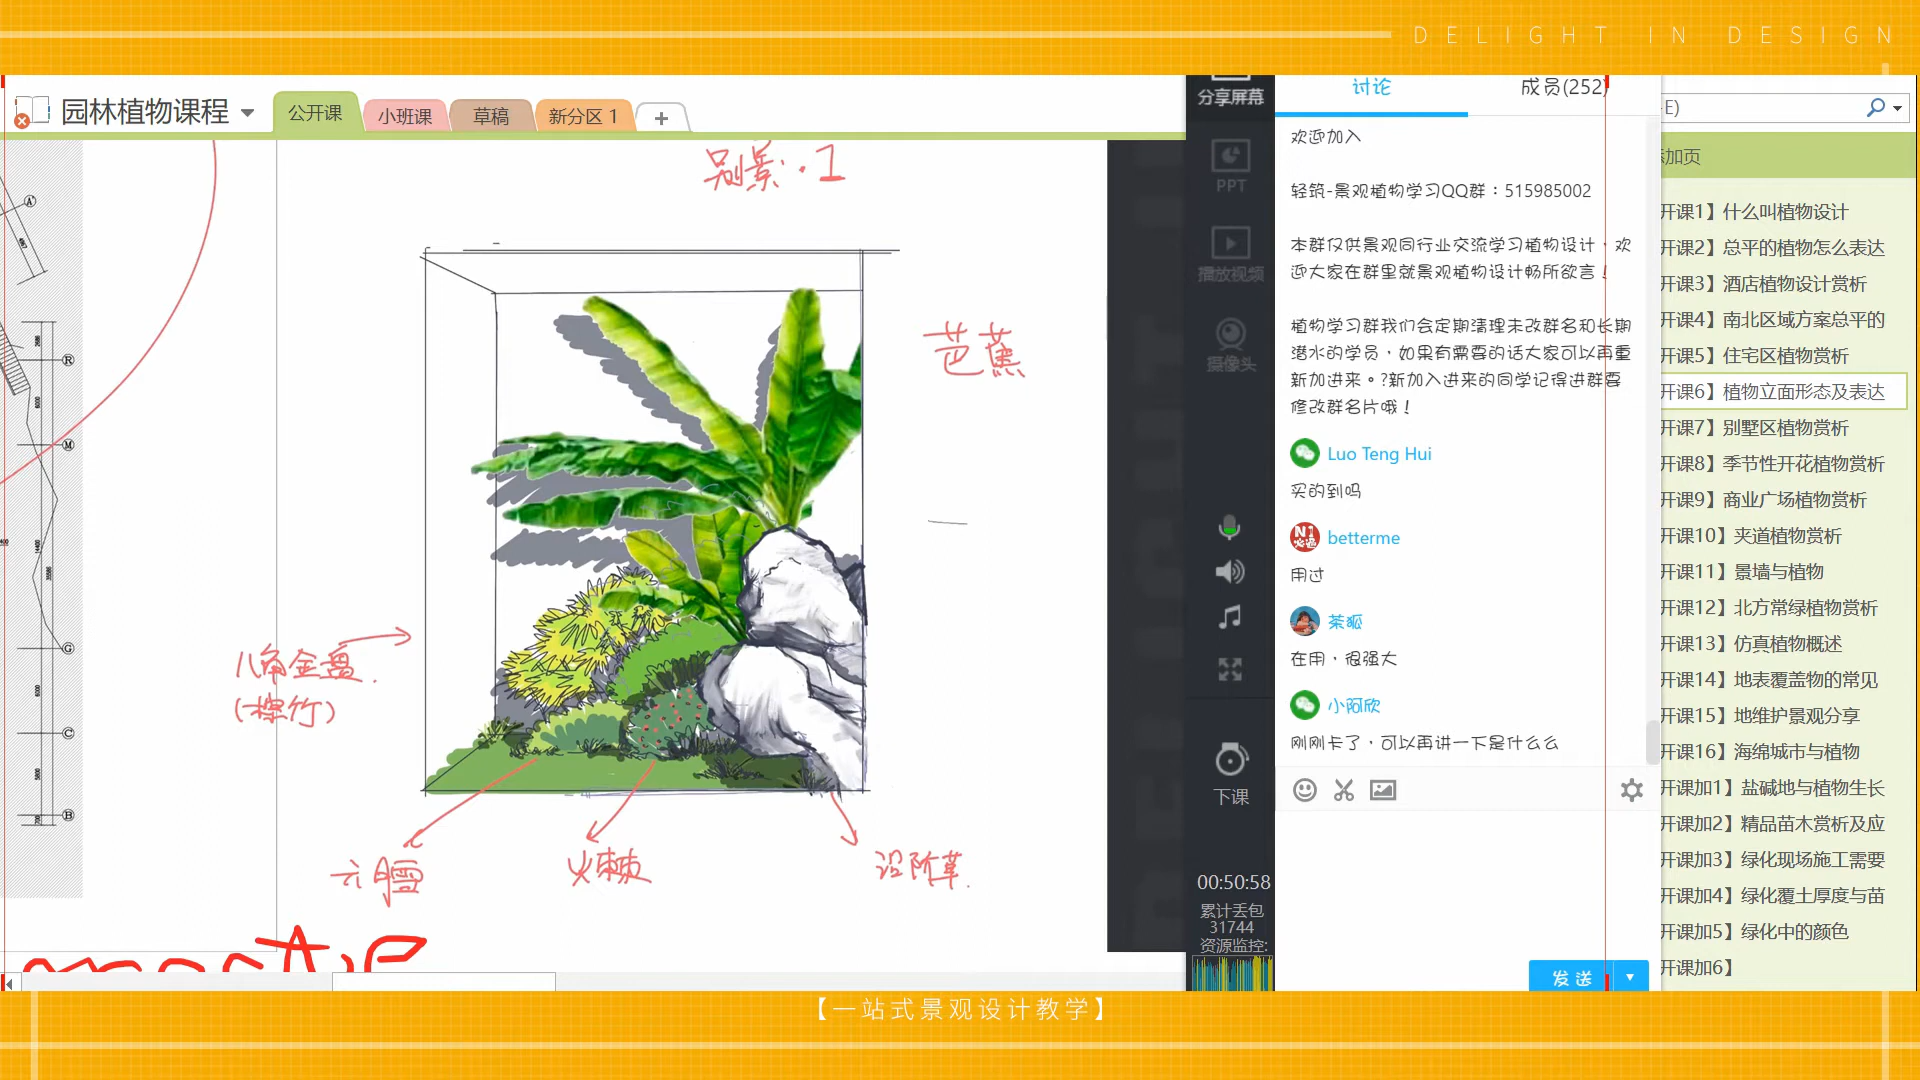 DELIGHT IN DESIGN
园林植物课程
公开课
小班课
草稿
新分区 1
别景·1
芭蕉
八角金盘
(棕竹)
火棘
沿阶草
A
R
M
G
C
B
分享屏幕
PPT
播放视频
摄像头
下课
00:50:58
累计丢包
31744
资源监控:
讨论
成员(252)
欢迎加入
轻筑-景观植物学习QQ群：515985002
本群仅供景观同行业交流学习植物设计，欢
迎大家在群里就景观植物设计畅所欲言！
植物学习群我们会定期清理未改群名和长期
潜水的学员，如果有需要的话大家可以再重
新加进来。?新加入进来的同学记得进群要
修改群名片哦！
Luo Teng Hui
买的到吗
betterme
用过
茶呱
在用，很强大
小阿欣
刚刚卡了，可以再讲一下是什么么
发送
E)
添加页
开课1】什么叫植物设计
开课2】总平的植物怎么表达
开课3】酒店植物设计赏析
开课4】南北区域方案总平的
开课5】住宅区植物赏析
开课6】植物立面形态及表达
开课7】别墅区植物赏析
开课8】季节性开花植物赏析
开课9】商业广场植物赏析
开课10】夹道植物赏析
开课11】景墙与植物
开课12】北方常绿植物赏析
开课13】仿真植物概述
开课14】地表覆盖物的常见
开课15】地维护景观分享
开课16】海绵城市与植物
开课加1】盐碱地与植物生长
开课加2】精品苗木赏析及应
开课加3】绿化现场施工需要
开课加4】绿化覆土厚度与苗
开课加5】绿化中的颜色
开课加6】
【一站式景观设计教学】